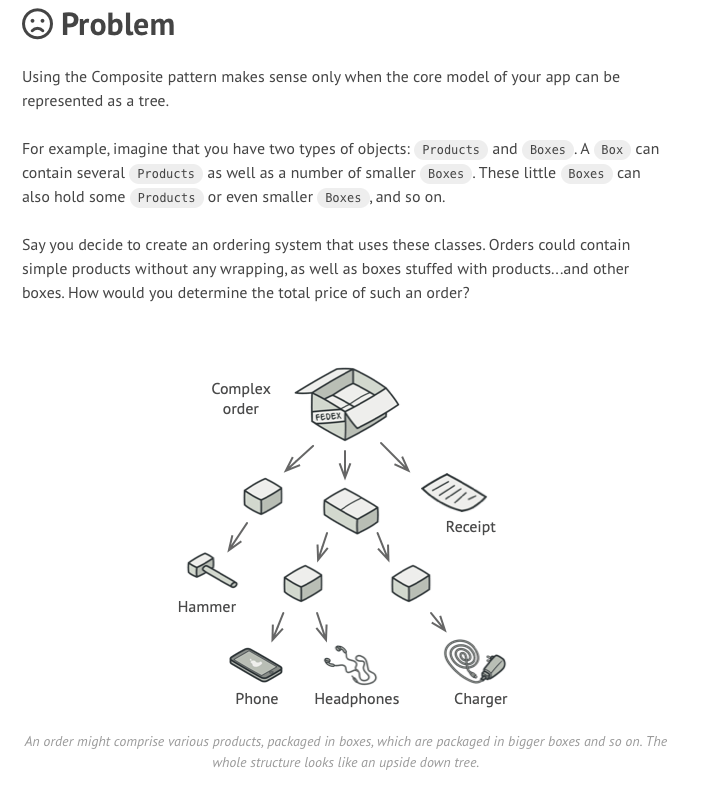 Problem
Using the Composite pattern makes sense only when the core model of your app can be
represented as a tree.
For example, imagine that you have two types of objects: Products and Boxes . A Box can
contain several Products as well as a number of smaller Boxes . These little Boxes can
also hold some Products or even smaller Boxes , and so on.
Say you decide to create an ordering system that uses these classes. Orders could contain
simple products without any wrapping, as well as boxes stuffed with products...and other
boxes. How would you determine the total price of such an order?
Complex
order
FEDEX
Receipt
Hammer
Phone
Headphones
Charger
An order might comprise various products, packaged in boxes, which are packaged in bigger boxes and so on. The
whole structure looks like an upside down tree.